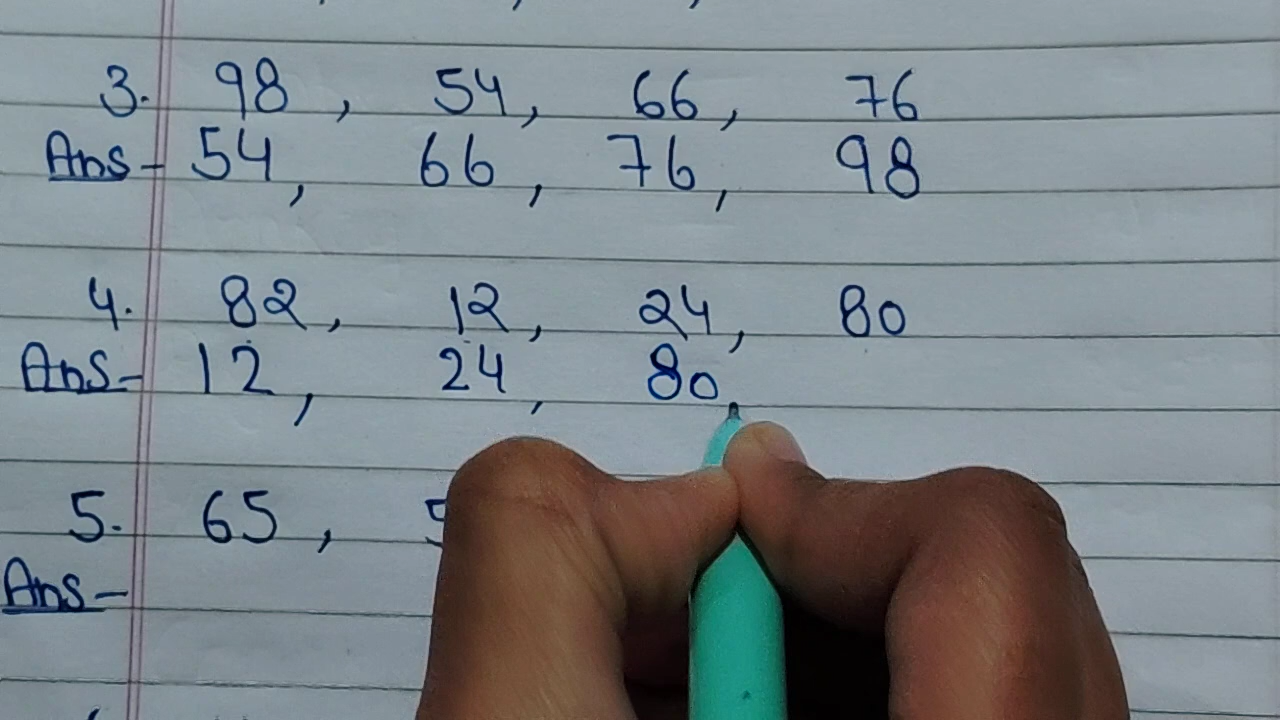 3. 98, 54, 66, 76
Ans- 54, 66, 76, 98
4. 82, 12, 24, 80
Ans- 12, 24, 80,
5. 65,
Ans-